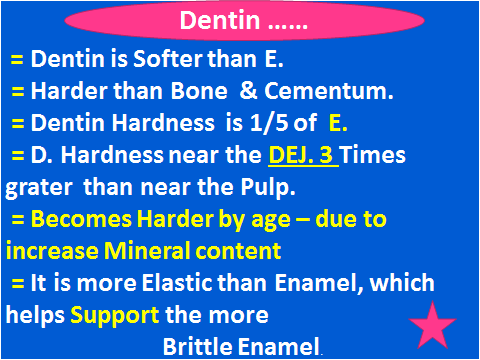 Dentin ......
= Dentin is Softer than E.
= Harder than Bone & Cementum.
= Dentin Hardness is 1/5 of E.
= D. Hardness near the DEJ. 3 Times
grater than near the Pulp.
= Becomes Harder by age – due to
increase Mineral content
= It is more Elastic than Enamel, which
helps Support the more
Brittle Enamel.